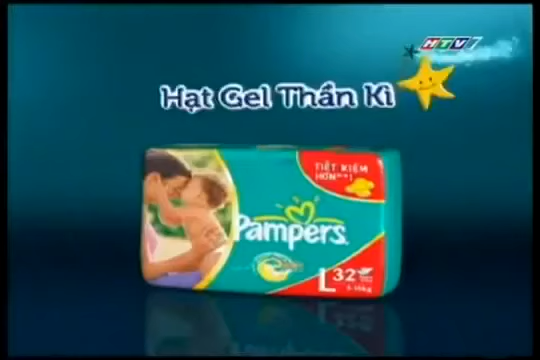 HTV7
Hạt Gel Thần Kì
TIẾT KIỆM
HƠN
Pampers
L 32